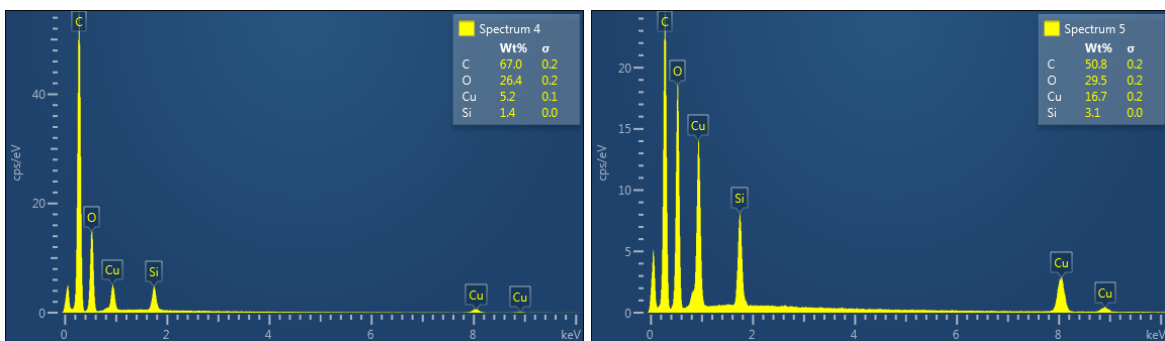 C
Spectrum 4
Wt% σ
C 67.0 0.2
O 26.4 0.2
Cu 5.2 0.1
Si 1.4 0.0
40
cps/eV
20
O
Cu
Si
Cu
Cu
0
0 2 4 6 8 keV
C
Spectrum 5
Wt% σ
C 50.8 0.2
O 29.5 0.2
Cu 16.7 0.2
Si 3.1 0.0
20
O
15
Cu
cps/eV
10
Si
5
Cu
Cu
0
0 2 4 6 8 keV